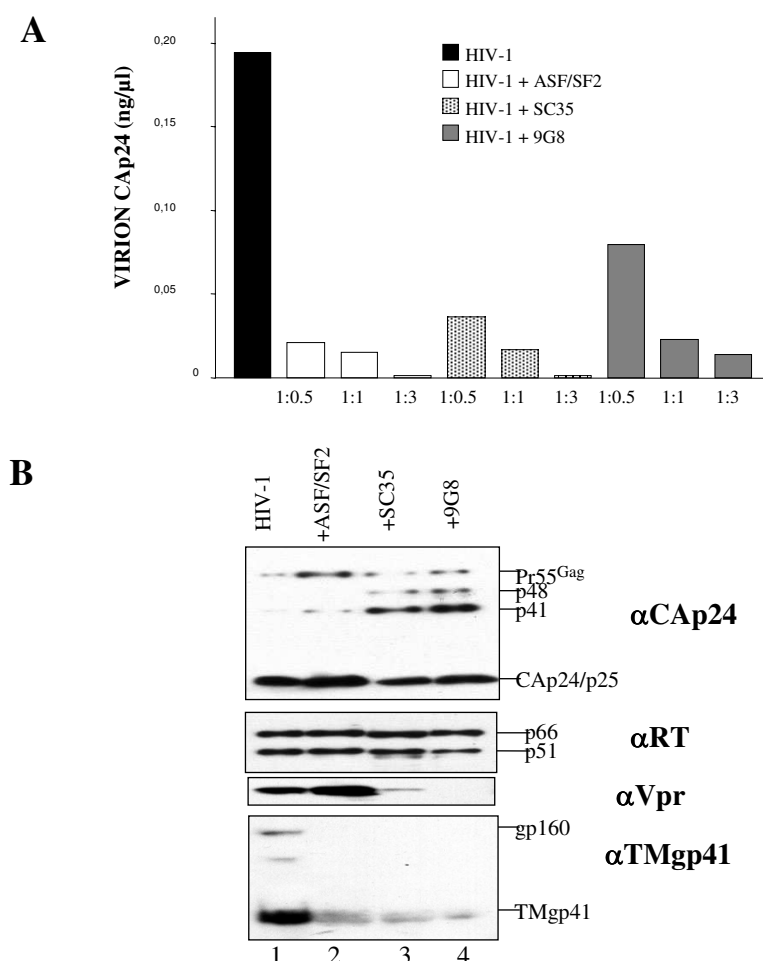 A
VIRION CAp24 (ng/µl)
0,20
0,15
0,10
0,05
0
HIV-1
HIV-1 + ASF/SF2
HIV-1 + SC35
HIV-1 + 9G8
1:0.5 1:1 1:3 1:0.5 1:1 1:3 1:0.5 1:1 1:3
B
HIV-1 +ASF/SF2 +SC35 +9G8
Pr55Gag
p48
p41
CAp24/p25
αCAp24
p66
p51
αRT
αVpr
gp160
αTMgp41
TMgp41
1 2 3 4